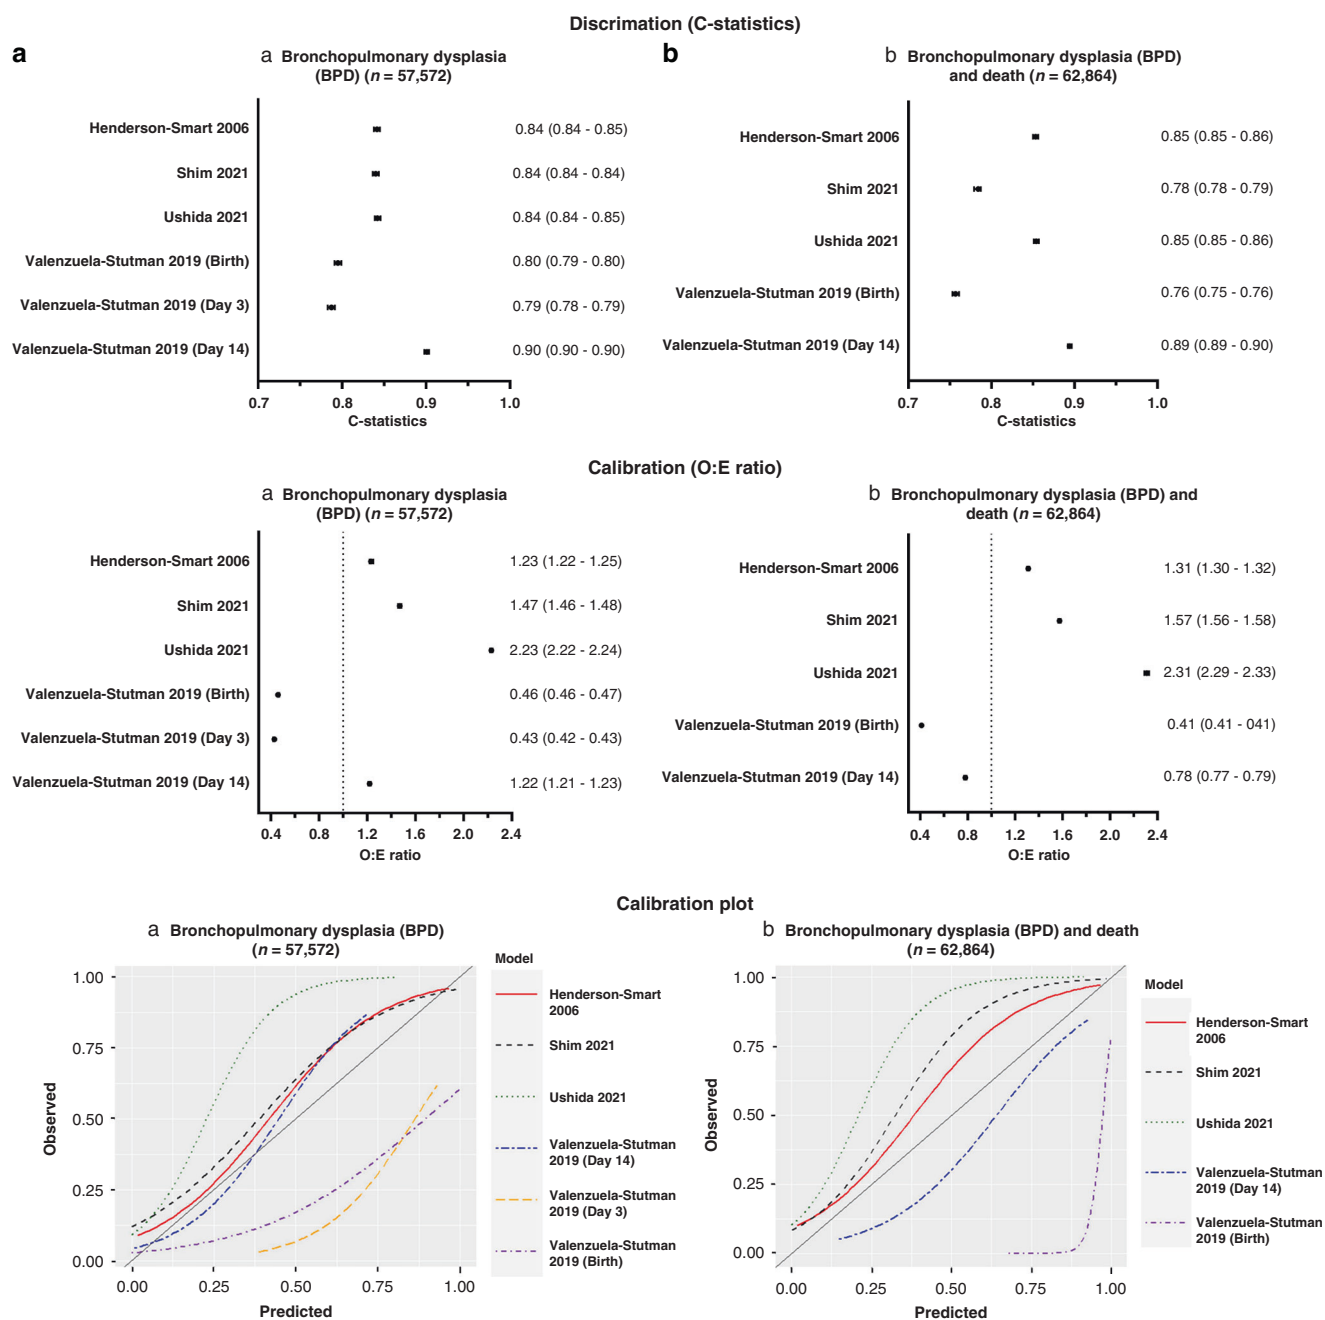 Discrimation (C-statistics)
a
a Bronchopulmonary dysplasia
(BPD) (n = 57,572)
Henderson-Smart 2006
0.84 (0.84 - 0.85)
Shim 2021
0.84 (0.84 - 0.84)
Ushida 2021
0.84 (0.84 - 0.85)
Valenzuela-Stutman 2019 (Birth)
0.80 (0.79 - 0.80)
Valenzuela-Stutman 2019 (Day 3)
0.79 (0.78 - 0.79)
Valenzuela-Stutman 2019 (Day 14)
0.90 (0.90 - 0.90)
0.7 0.8 0.9 1.0
C-statistics
b
b Bronchopulmonary dysplasia (BPD)
and death (n = 62,864)
Henderson-Smart 2006
0.85 (0.85 - 0.86)
Shim 2021
0.78 (0.78 - 0.79)
Ushida 2021
0.85 (0.85 - 0.86)
Valenzuela-Stutman 2019 (Birth)
0.76 (0.75 - 0.76)
Valenzuela-Stutman 2019 (Day 14)
0.89 (0.89 - 0.90)
0.7 0.8 0.9 1.0
C-statistics
Calibration (O:E ratio)
a Bronchopulmonary dysplasia
(BPD) (n = 57,572)
Henderson-Smart 2006
1.23 (1.22 - 1.25)
Shim 2021
1.47 (1.46 - 1.48)
Ushida 2021
2.23 (2.22 - 2.24)
Valenzuela-Stutman 2019 (Birth)
0.46 (0.46 - 0.47)
Valenzuela-Stutman 2019 (Day 3)
0.43 (0.42 - 0.43)
Valenzuela-Stutman 2019 (Day 14)
1.22 (1.21 - 1.23)
0.4 0.8 1.2 1.6 2.0 2.4
O:E ratio
b Bronchopulmonary dysplasia (BPD) and
death (n = 62,864)
Henderson-Smart 2006
1.31 (1.30 - 1.32)
Shim 2021
1.57 (1.56 - 1.58)
Ushida 2021
2.31 (2.29 - 2.33)
Valenzuela-Stutman 2019 (Birth)
0.41 (0.41 - 041)
Valenzuela-Stutman 2019 (Day 14)
0.78 (0.77 - 0.79)
0.4 0.8 1.2 1.6 2.0 2.4
O:E ratio
Calibration plot
a Bronchopulmonary dysplasia (BPD)
(n = 57,572)
Observed
1.00
0.75
0.50
0.25
0.00
0.00 0.25 0.50 0.75 1.00
Predicted
Model
Henderson-Smart
2006
Shim 2021
Ushida 2021
Valenzuela-Stutman
2019 (Day 14)
Valenzuela-Stutman
2019 (Day 3)
Valenzuela-Stutman
2019 (Birth)
b Bronchopulmonary dysplasia (BPD) and death
(n = 62,864)
Observed
1.00
0.75
0.50
0.25
0.00
0.00 0.25 0.50 0.75 1.00
Predicted
Model
Henderson-Smart
2006
Shim 2021
Ushida 2021
Valenzuela-Stutman
2019 (Day 14)
Valenzuela-Stutman
2019 (Birth)